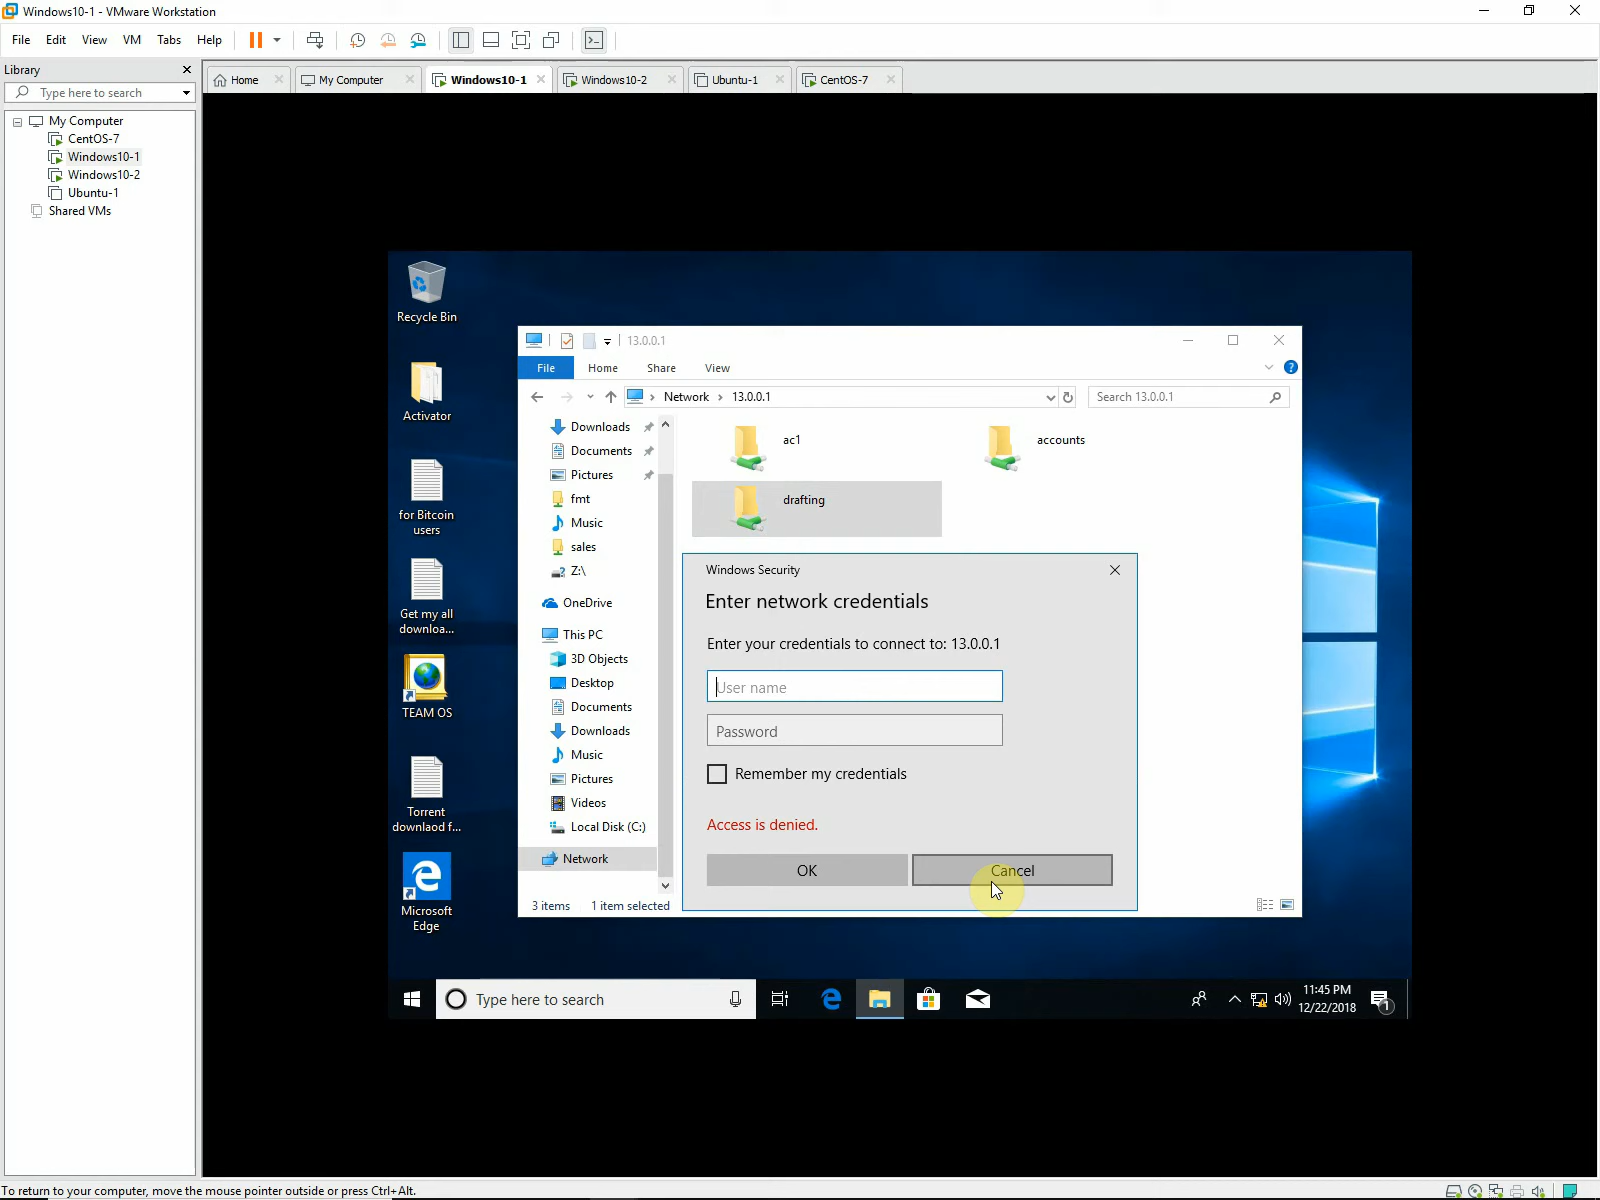 Windows10-1 - VMware Workstation
File Edit View VM Tabs Help
Library
Type here to search
Home
My Computer
Windows10-1
Windows10-2
Ubuntu-1
CentOS-7
My Computer
CentOS-7
Windows10-1
Windows10-2
Ubuntu-1
Shared VMs
Recycle Bin
Activator
for Bitcoin
users
Get my all
downloa...
TEAM OS
Torrent
downlaod f...
Microsoft
Edge
13.0.0.1
File Home Share View
Network > 13.0.0.1
Search 13.0.0.1
Downloads
Documents
Pictures
fmt
Music
sales
Z:\
OneDrive
This PC
3D Objects
Desktop
Documents
Downloads
Music
Pictures
Videos
Local Disk (C:)
Network
ac1
accounts
drafting
3 items 1 item selected
Windows Security
Enter network credentials
Enter your credentials to connect to: 13.0.0.1
User name
Password
Remember my credentials
Access is denied.
OK
Cancel
Type here to search
11:45 PM
12/22/2018
1
To return to your computer, move the mouse pointer outside or press Ctrl+Alt.